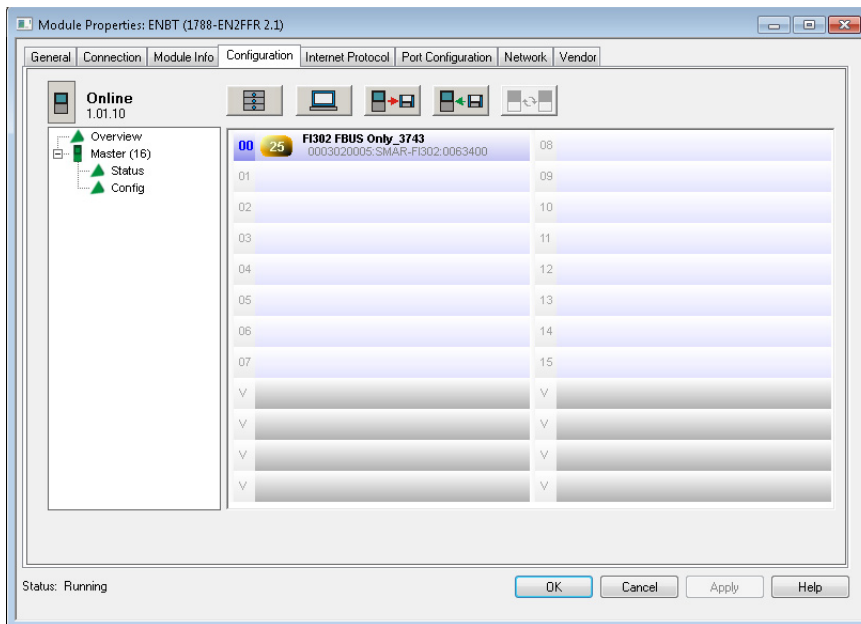 Module Properties: ENBT (1788-EN2FFR 2.1)
General Connection Module Info Configuration Internet Protocol Port Configuration Network Vendor
Online
1.01.10
Overview
Master (16)
Status
Config
00 25 FI302 FBUS Only_3743
0003020005:SMAR-FI302:0063400
01
02
03
04
05
06
07
V
V
V
V
08
09
10
11
12
13
14
15
V
V
V
V
Status: Running
OK Cancel Apply Help